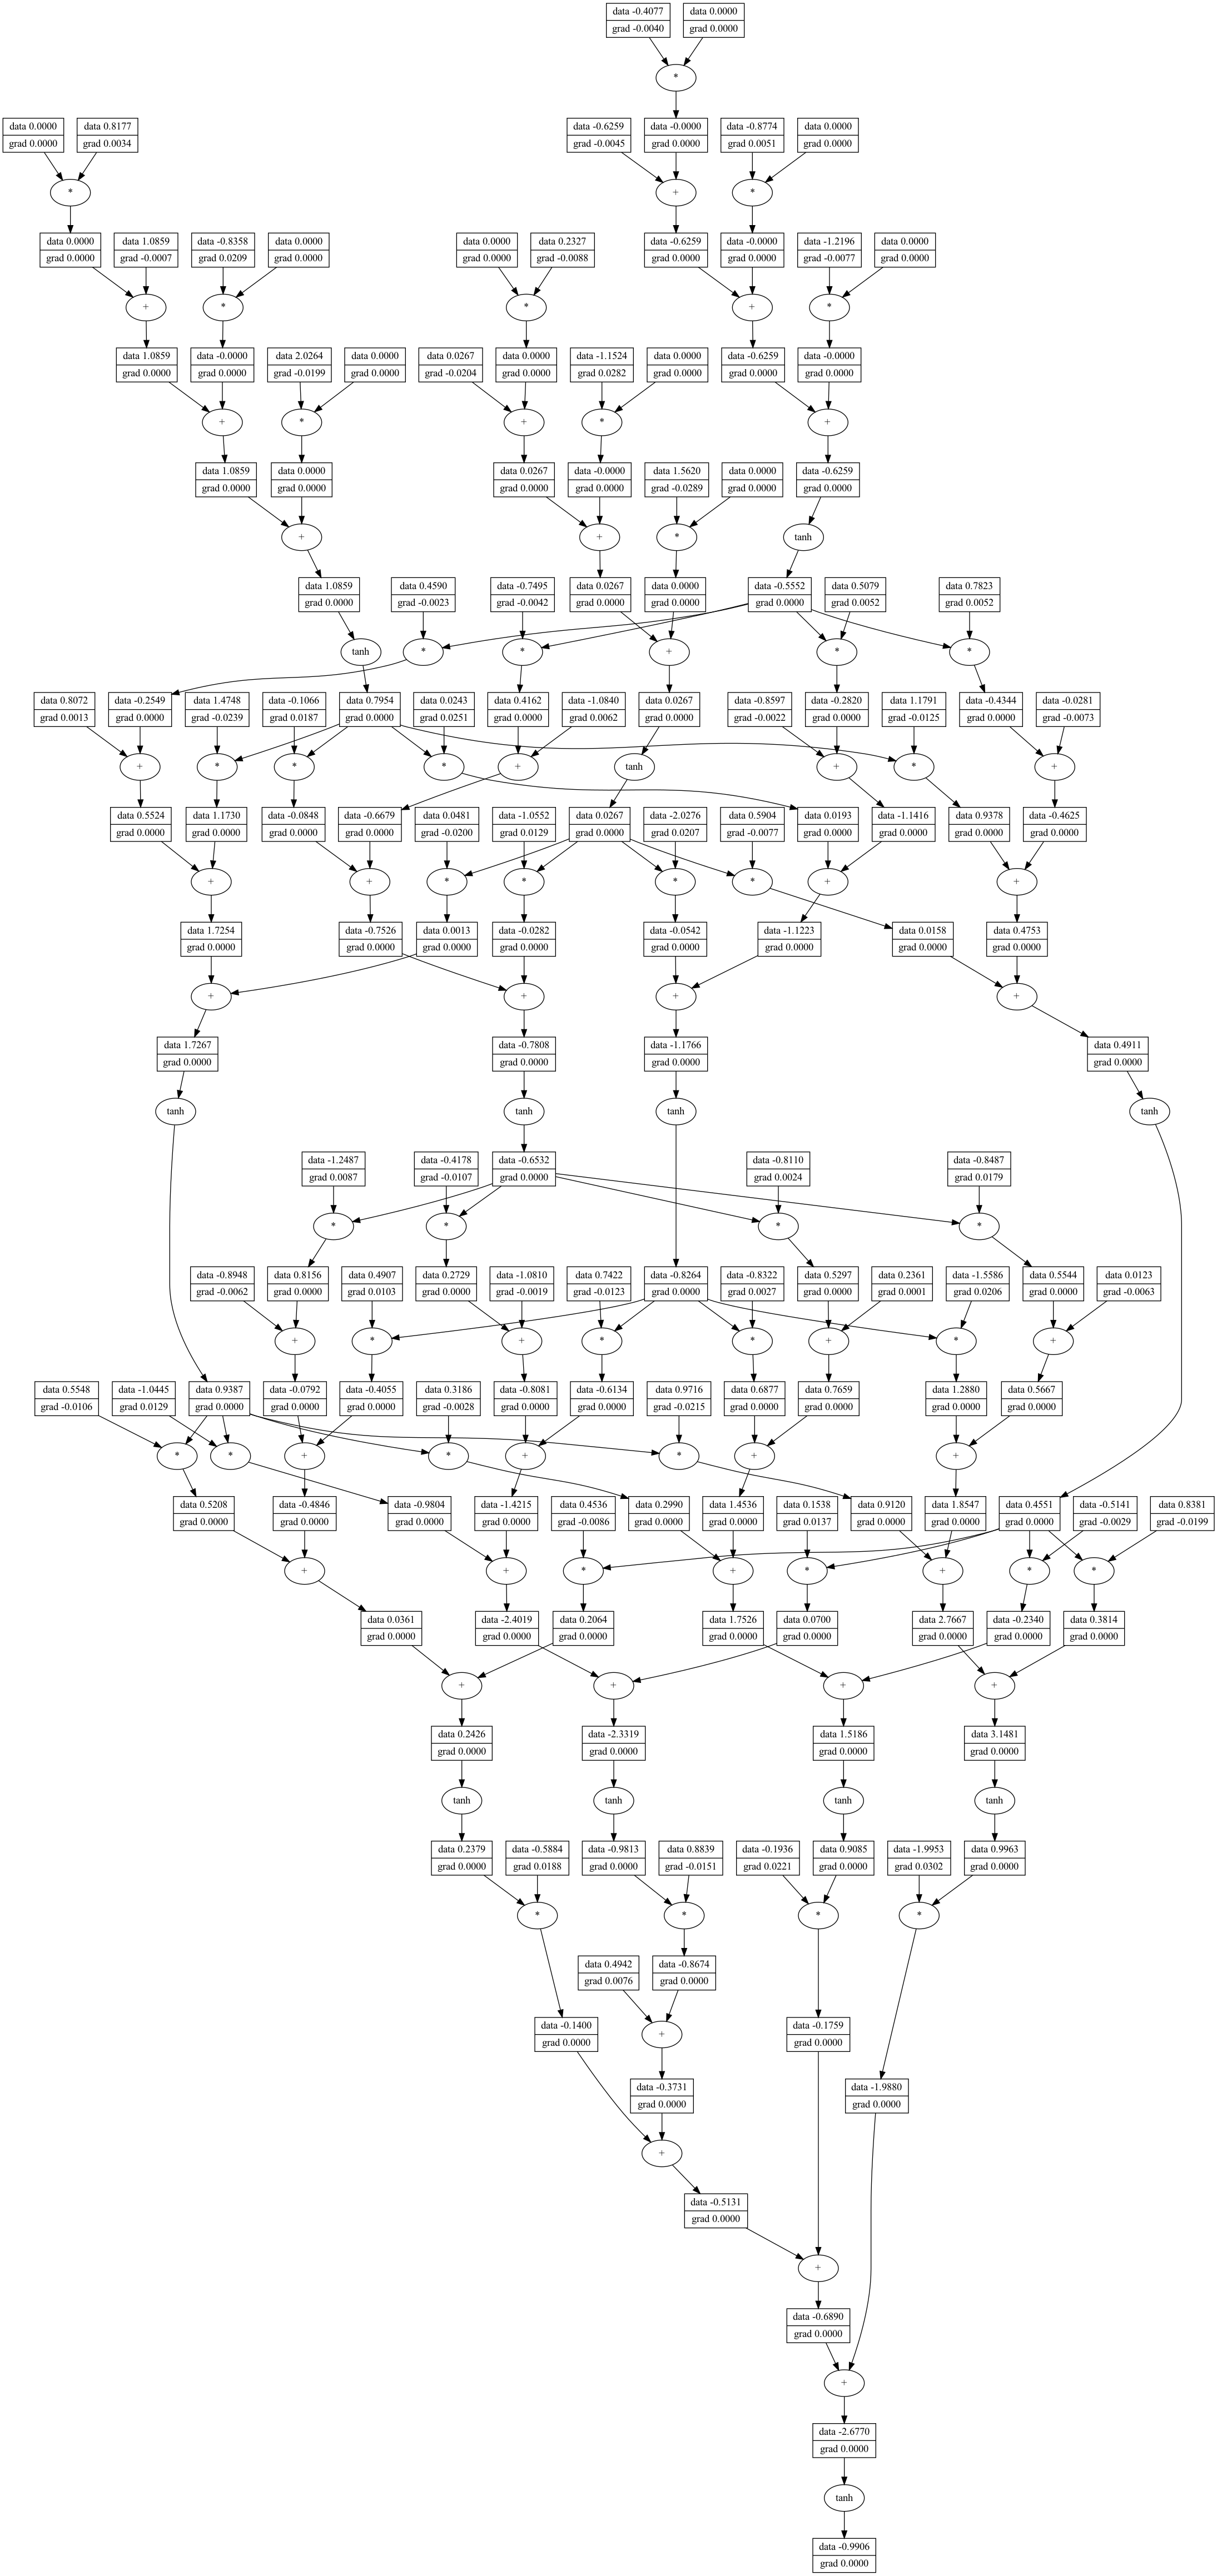 data -0.4077
grad -0.0040
data 0.0000
grad 0.0000
*
data 0.0000
grad 0.0000
data 0.8177
grad 0.0034
data -0.6259
grad -0.0045
data -0.0000
grad 0.0000
data -0.8774
grad 0.0051
data 0.0000
grad 0.0000
*
+
*
data 0.0000
grad 0.0000
data 1.0859
grad -0.0007
data -0.8358
grad 0.0209
data 0.0000
grad 0.0000
data 0.0000
grad 0.0000
data 0.2327
grad -0.0088
data -0.6259
grad 0.0000
data -0.0000
grad 0.0000
data -1.2196
grad -0.0077
data 0.0000
grad 0.0000
+
*
*
+
*
data 1.0859
grad 0.0000
data -0.0000
grad 0.0000
data 2.0264
grad -0.0199
data 0.0000
grad 0.0000
data 0.0267
grad -0.0204
data 0.0000
grad 0.0000
data -1.1524
grad 0.0282
data 0.0000
grad 0.0000
data -0.6259
grad 0.0000
data -0.0000
grad 0.0000
+
*
+
*
+
data 1.0859
grad 0.0000
data 0.0000
grad 0.0000
data 0.0267
grad 0.0000
data -0.0000
grad 0.0000
data 1.5620
grad -0.0289
data 0.0000
grad 0.0000
data -0.6259
grad 0.0000
+
+
*
tanh
data 1.0859
grad 0.0000
data 0.4590
grad -0.0023
data -0.7495
grad -0.0042
data 0.0267
grad 0.0000
data 0.0000
grad 0.0000
data -0.5552
grad 0.0000
data 0.5079
grad 0.0052
data 0.7823
grad 0.0052
tanh
*
*
+
*
*
data 0.8072
grad 0.0013
data -0.2549
grad 0.0000
data 1.4748
grad -0.0239
data -0.1066
grad 0.0187
data 0.7954
grad 0.0000
data 0.0243
grad 0.0251
data 0.4162
grad 0.0000
data -1.0840
grad 0.0062
data 0.0267
grad 0.0000
data -0.8597
grad -0.0022
data -0.2820
grad 0.0000
data 1.1791
grad -0.0125
data -0.4344
grad 0.0000
data -0.0281
grad -0.0073
+
*
*
*
+
tanh
+
*
+
data 0.5524
grad 0.0000
data 1.1730
grad 0.0000
data -0.0848
grad 0.0000
data -0.6679
grad 0.0000
data 0.0481
grad -0.0200
data -1.0552
grad 0.0129
data 0.0267
grad 0.0000
data -2.0276
grad 0.0207
data 0.5904
grad -0.0077
data 0.0193
grad 0.0000
data -1.1416
grad 0.0000
data 0.9378
grad 0.0000
data -0.4625
grad 0.0000
+
+
*
*
*
*
+
+
data 1.7254
grad 0.0000
data -0.7526
grad 0.0000
data 0.0013
grad 0.0000
data -0.0282
grad 0.0000
data -0.0542
grad 0.0000
data -1.1223
grad 0.0000
data 0.0158
grad 0.0000
data 0.4753
grad 0.0000
+
+
+
+
data 1.7267
grad 0.0000
data -0.7808
grad 0.0000
data -1.1766
grad 0.0000
data 0.4911
grad 0.0000
tanh
tanh
tanh
tanh
data -1.2487
grad 0.0087
data -0.4178
grad -0.0107
data -0.6532
grad 0.0000
data -0.8110
grad 0.0024
data -0.8487
grad 0.0179
*
*
*
*
data -0.8948
grad -0.0062
data 0.8156
grad 0.0000
data 0.4907
grad 0.0103
data 0.2729
grad 0.0000
data -1.0810
grad -0.0019
data 0.7422
grad -0.0123
data -0.8264
grad 0.0000
data -0.8322
grad 0.0027
data 0.5297
grad 0.0000
data 0.2361
grad 0.0001
data -1.5586
grad 0.0206
data 0.5544
grad 0.0000
data 0.0123
grad -0.0063
+
*
+
*
*
+
*
+
data 0.5548
grad -0.0106
data -1.0445
grad 0.0129
data 0.9387
grad 0.0000
data -0.0792
grad 0.0000
data -0.4055
grad 0.0000
data 0.3186
grad -0.0028
data -0.8081
grad 0.0000
data -0.6134
grad 0.0000
data 0.9716
grad -0.0215
data 0.6877
grad 0.0000
data 0.7659
grad 0.0000
data 1.2880
grad 0.0000
data 0.5667
grad 0.0000
*
*
+
*
+
*
+
+
data 0.5208
grad 0.0000
data -0.4846
grad 0.0000
data -0.9804
grad 0.0000
data -1.4215
grad 0.0000
data 0.4536
grad -0.0086
data 0.2990
grad 0.0000
data 1.4536
grad 0.0000
data 0.1538
grad 0.0137
data 0.9120
grad 0.0000
data 1.8547
grad 0.0000
data 0.4551
grad 0.0000
data -0.5141
grad -0.0029
data 0.8381
grad -0.0199
+
+
*
+
*
+
*
*
data 0.0361
grad 0.0000
data -2.4019
grad 0.0000
data 0.2064
grad 0.0000
data 1.7526
grad 0.0000
data 0.0700
grad 0.0000
data 2.7667
grad 0.0000
data -0.2340
grad 0.0000
data 0.3814
grad 0.0000
+
+
+
+
data 0.2426
grad 0.0000
data -2.3319
grad 0.0000
data 1.5186
grad 0.0000
data 3.1481
grad 0.0000
tanh
tanh
tanh
tanh
data 0.2379
grad 0.0000
data -0.5884
grad 0.0188
data -0.9813
grad 0.0000
data 0.8839
grad -0.0151
data -0.1936
grad 0.0221
data 0.9085
grad 0.0000
data -1.9953
grad 0.0302
data 0.9963
grad 0.0000
*
*
*
*
data 0.4942
grad 0.0076
data -0.8674
grad 0.0000
data -0.1400
grad 0.0000
+
data -0.1759
grad 0.0000
data -0.3731
grad 0.0000
data -1.9880
grad 0.0000
+
data -0.5131
grad 0.0000
+
data -0.6890
grad 0.0000
+
data -2.6770
grad 0.0000
tanh
data -0.9906
grad 0.0000